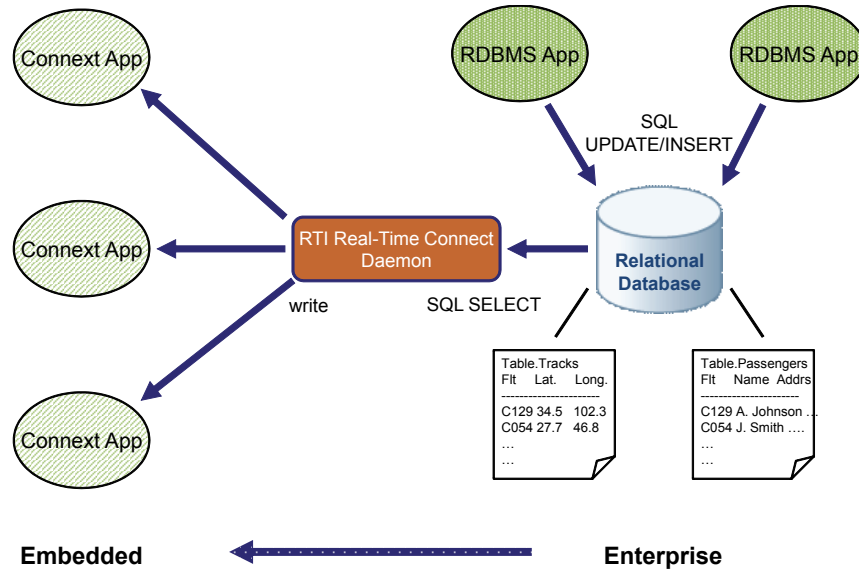 Connext App
RDBMS App
RDBMS App
SQL
UPDATE/INSERT
Connext App
RTI Real-Time Connect
Daemon
Relational
Database
write
SQL SELECT
Connext App
Table.Tracks
Flt Lat. Long.
-----------------------
C129 34.5 102.3
C054 27.7 46.8
…
…
Table.Passengers
Flt Name Addrs
-----------------------
C129 A. Johnson …
C054 J. Smith ….
…
…
Embedded
Enterprise